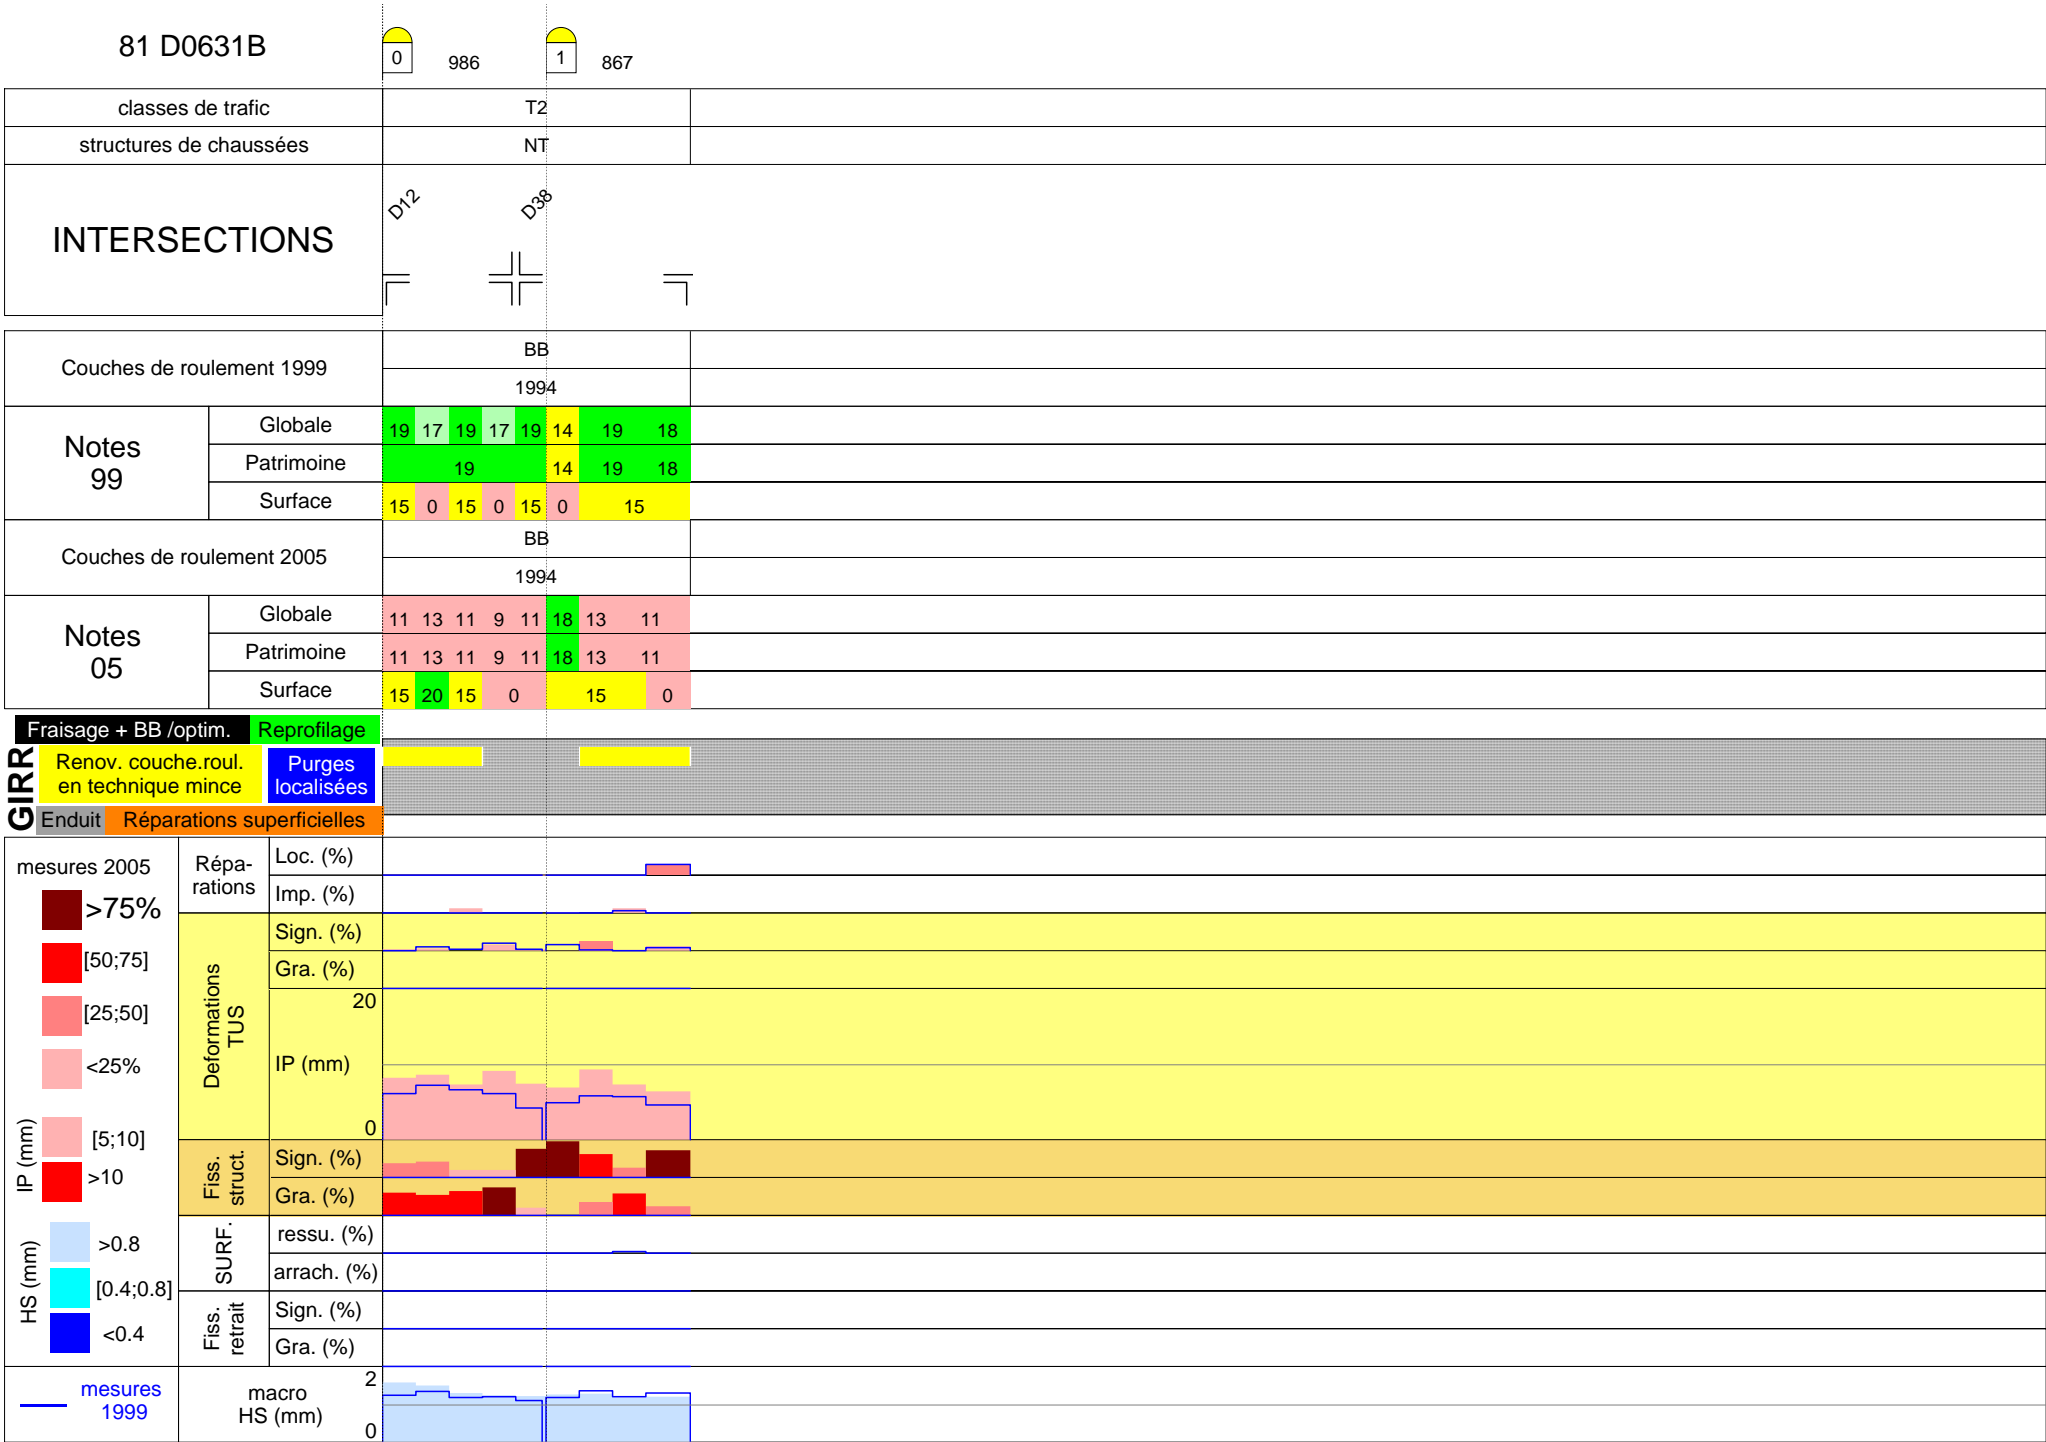 81 D0631B
0 986 1 867
classes de trafic T2
structures de chaussées NT
INTERSECTIONS D12 D38
Couches de roulement 1999 BB
1994
Notes 99
Globale 19 17 19 17 19 14 19 18
Patrimoine 19 14 19 18
Surface 15 0 15 0 15 0 15
Couches de roulement 2005 BB
1994
Notes 05
Globale 11 13 11 9 11 18 13 11
Patrimoine 11 13 11 9 11 18 13 11
Surface 15 20 15 0 15 0
GIRR
Fraisage + BB /optim. Reprofilage
Renov. couche.roul. en technique mince
Purges localisées
Enduit Réparations superficielles
mesures 2005
>75%
[50;75]
[25;50]
<25%
IP (mm)
[5;10]
>10
HS (mm)
>0.8
[0.4;0.8]
<0.4
mesures 1999
Répa-
rations
Loc. (%)
Imp. (%)
Deformations TUS
Sign. (%)
Gra. (%)
20
IP (mm)
0
Fiss. struct.
Sign. (%)
Gra. (%)
SURF.
ressu. (%)
arrach. (%)
Fiss. retrait
Sign. (%)
Gra. (%)
macro HS (mm)
2
0